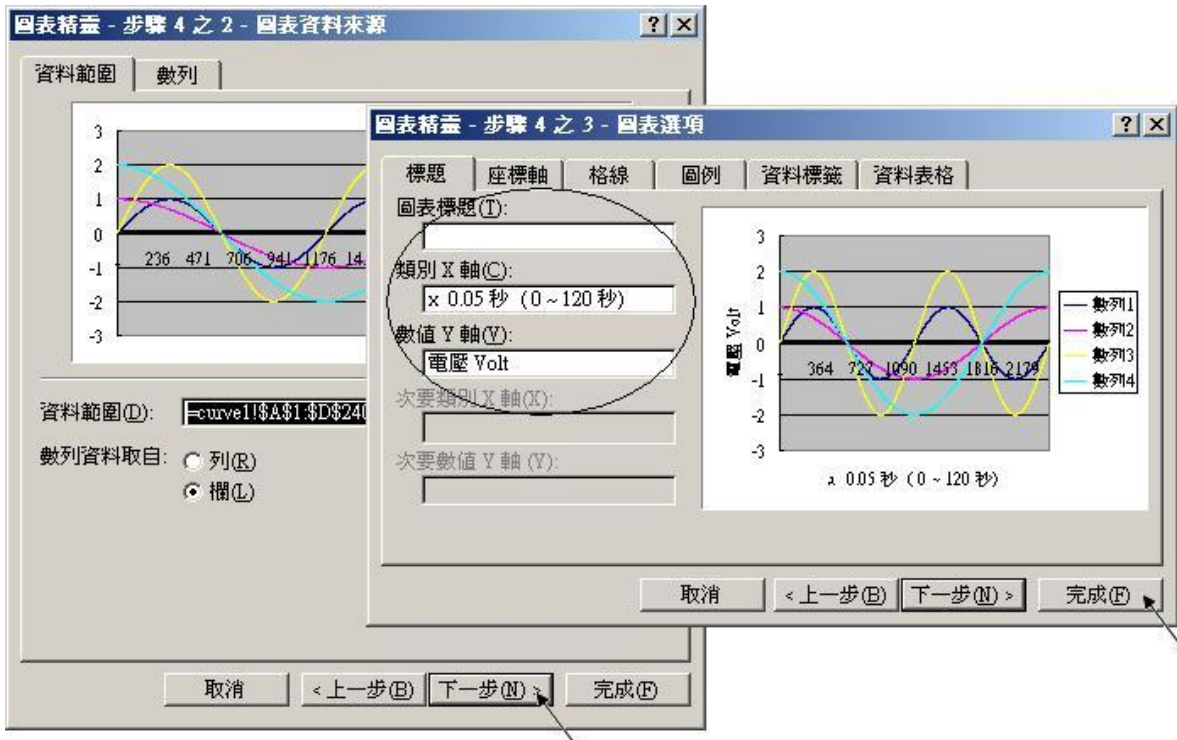 圖表精靈 - 步驟 4 之 2 - 圖表資料來源
資料範圍 數列
3
2
1
0
-1
-2
-3
236 471 706 941 1176 14
資料範圍(D): =curve1!$A$1:$D$240
數列資料取自: 列(R)
欄(L)
取消 < 上一步(B) 下一步(N) > 完成(F)
圖表精靈 - 步驟 4 之 3 - 圖表選項
標題 座標軸 格線 圖例 資料標籤 資料表格
圖表標題(T):
類別 X 軸(C):
x 0.05 秒 (0 ~ 120 秒)
數值 Y 軸(V):
電壓 Volt
次要類別 X 軸(X):
次要數值 Y 軸 (Y):
電壓 Volt
3
2
1
0
-1
-2
-3
364 727 1090 1453 1816 2179
x 0.05 秒 (0 ~ 120 秒)
數列1
數列2
數列3
數列4
取消 < 上一步(B) 下一步(N) > 完成(F)